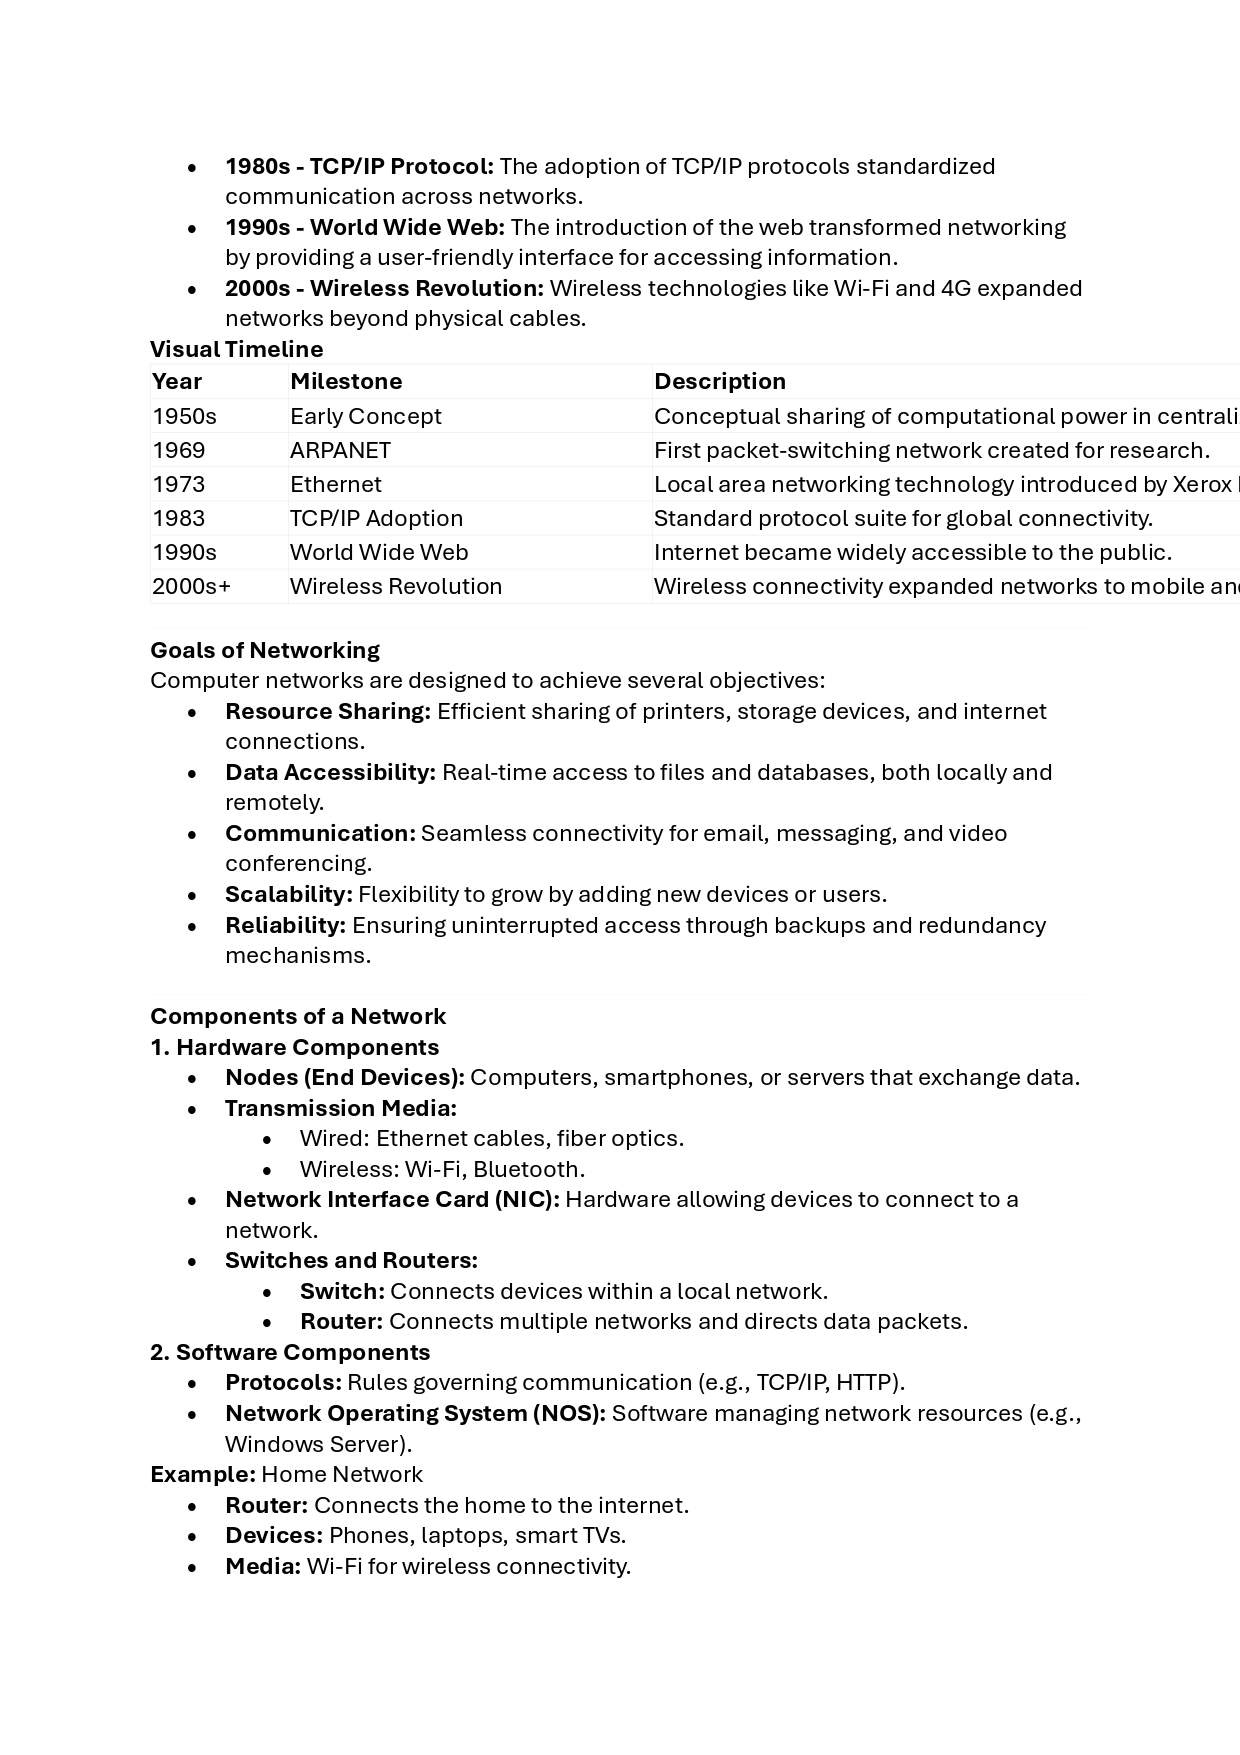 • 1980s - TCP/IP Protocol: The adoption of TCP/IP protocols standardized
communication across networks.
• 1990s - World Wide Web: The introduction of the web transformed networking
by providing a user-friendly interface for accessing information.
• 2000s - Wireless Revolution: Wireless technologies like Wi-Fi and 4G expanded
networks beyond physical cables.
Visual Timeline
Year Milestone Description
1950s Early Concept Conceptual sharing of computational power in
1969 ARPANET First packet-switching network created for research.
1973 Ethernet Local area networking technology introduced by Xerox
1983 TCP/IP Adoption Standard protocol suite for global connectivity.
1990s World Wide Web Internet became widely accessible to the public.
2000s+ Wireless Revolution Wireless connectivity expanded networks to mobile
Goals of Networking
Computer networks are designed to achieve several objectives:
• Resource Sharing: Efficient sharing of printers, storage devices, and internet
connections.
• Data Accessibility: Real-time access to files and databases, both locally and
remotely.
• Communication: Seamless connectivity for email, messaging, and video
conferencing.
• Scalability: Flexibility to grow by adding new devices or users.
• Reliability: Ensuring uninterrupted access through backups and redundancy
mechanisms.
Components of a Network
1. Hardware Components
• Nodes (End Devices): Computers, smartphones, or servers that exchange data.
• Transmission Media:
• Wired: Ethernet cables, fiber optics.
• Wireless: Wi-Fi, Bluetooth.
• Network Interface Card (NIC): Hardware allowing devices to connect to a
network.
• Switches and Routers:
• Switch: Connects devices within a local network.
• Router: Connects multiple networks and directs data packets.
2. Software Components
• Protocols: Rules governing communication (e.g., TCP/IP, HTTP).
• Network Operating System (NOS): Software managing network resources (e.g.,
Windows Server).
Example: Home Network
• Router: Connects the home to the internet.
• Devices: Phones, laptops, smart TVs.
• Media: Wi-Fi for wireless connectivity.